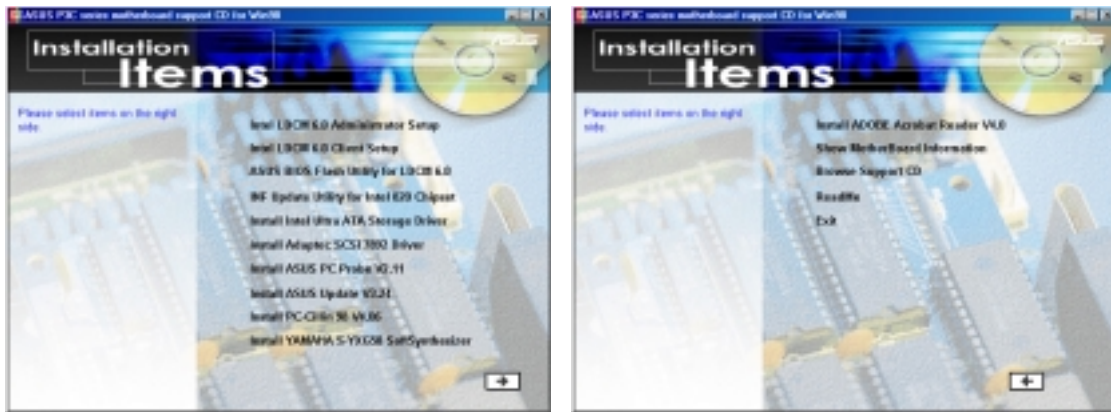 ASUS P3C series motherboard support CD for Win98
ASUS
Installation
Items
Please select items on the right
side.
Intel LDCM 6.0 Administrator Setup
Intel LDCM 6.0 Client Setup
ASUS BIOS Flash Utility for LDCM 6.0
INF Update Utility for Intel 820 Chipset
Install Intel Ultra ATA Storage Driver
Install Adaptec SCSI 7892 Driver
Install ASUS PC Probe V2.11
Install ASUS Update
Install PC-Cillin 98
Install YAMAHA S-YXG50 SoftSynthesizer
ASUS P3C series motherboard support CD for Win98
ASUS
Installation
Items
Please select items on the right
side.
Install ADOBE Acrobat Reader V4.0
Show MotherBoard Information
Browse Support CD
ReadMe
Exit